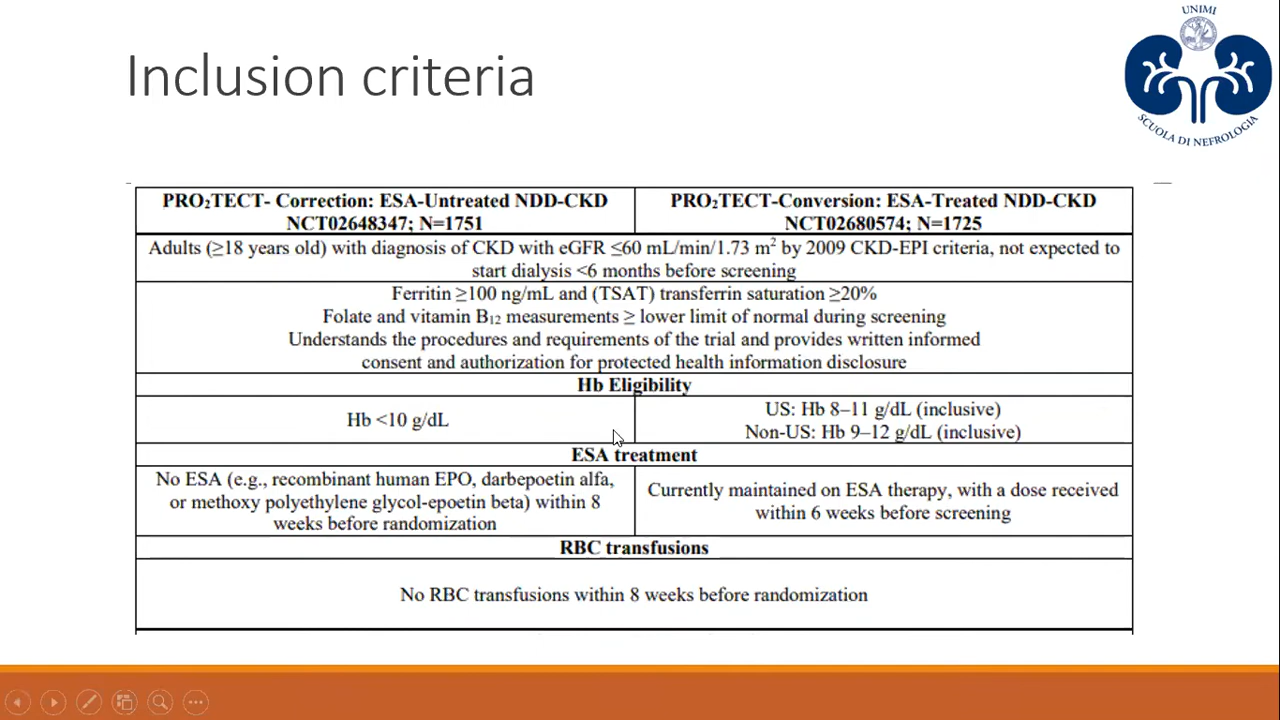 UNIMI
SCUOLA DI NEFROLOGIA
Inclusion criteria
PRO₂TECT- Correction: ESA-Untreated NDD-CKD
NCT02648347; N=1751
PRO₂TECT-Conversion: ESA-Treated NDD-CKD
NCT02680574; N=1725
Adults (≥18 years old) with diagnosis of CKD with eGFR ≤60 mL/min/1.73 m² by 2009 CKD-EPI criteria, not expected to
start dialysis <6 months before screening
Ferritin ≥100 ng/mL and (TSAT) transferrin saturation ≥20%
Folate and vitamin B₁₂ measurements ≥ lower limit of normal during screening
Understands the procedures and requirements of the trial and provides written informed
consent and authorization for protected health information disclosure
Hb Eligibility
Hb <10 g/dL
US: Hb 8–11 g/dL (inclusive)
Non-US: Hb 9–12 g/dL (inclusive)
ESA treatment
No ESA (e.g., recombinant human EPO, darbepoetin alfa,
or methoxy polyethylene glycol-epoetin beta) within 8
weeks before randomization
Currently maintained on ESA therapy, with a dose received
within 6 weeks before screening
RBC transfusions
No RBC transfusions within 8 weeks before randomization